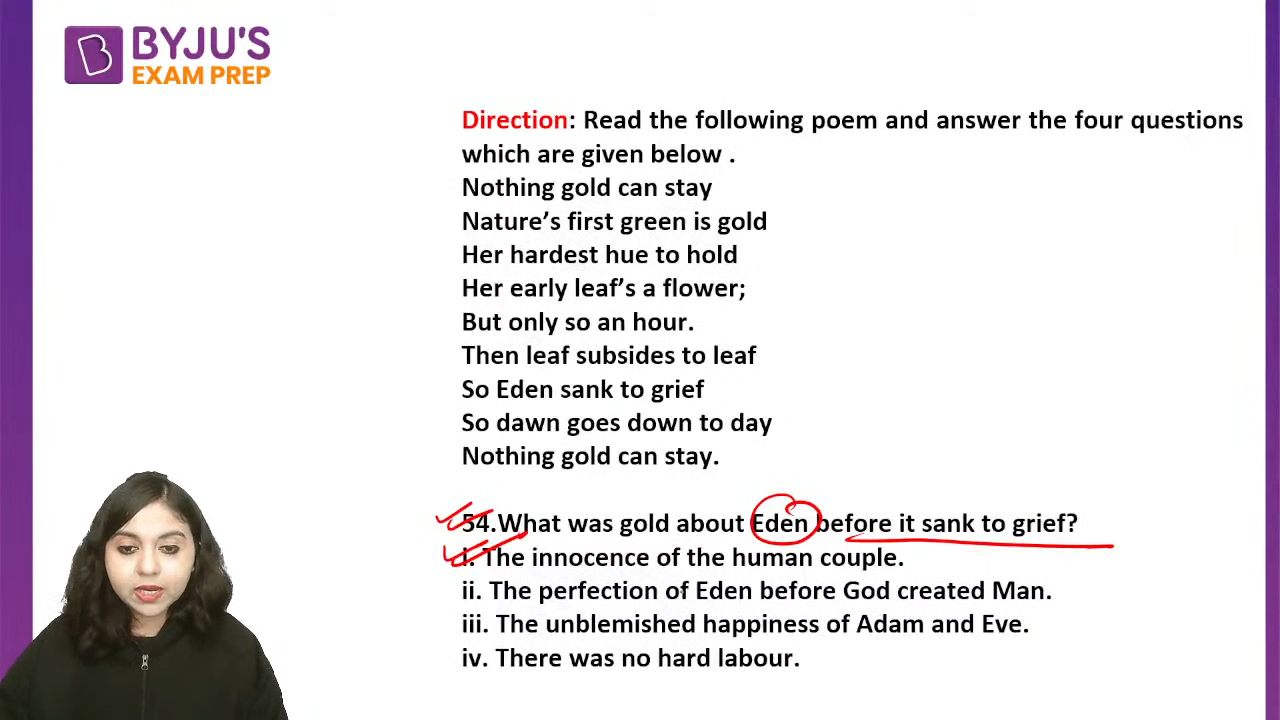 BYJU'S
EXAM PREP
Direction: Read the following poem and answer the four questions
which are given below .
Nothing gold can stay
Nature's first green is gold
Her hardest hue to hold
Her early leaf's a flower;
But only so an hour.
Then leaf subsides to leaf
So Eden sank to grief
So dawn goes down to day
Nothing gold can stay.
54.What was gold about Eden before it sank to grief?
i. The innocence of the human couple.
ii. The perfection of Eden before God created Man.
iii. The unblemished happiness of Adam and Eve.
iv. There was no hard labour.